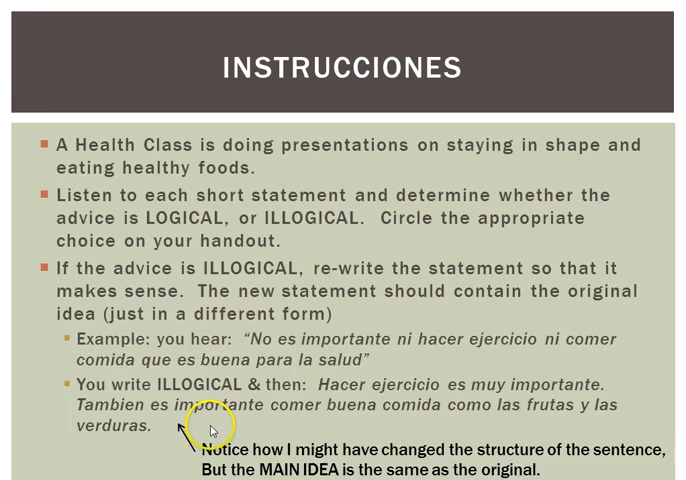 INSTRUCCIONES
A Health Class is doing presentations on staying in shape and
eating healthy foods.
Listen to each short statement and determine whether the
advice is LOGICAL, or ILLOGICAL. Circle the appropriate
choice on your handout.
If the advice is ILLOGICAL, re-write the statement so that it
makes sense. The new statement should contain the original
idea (just in a different form)
Example: you hear: “No es importante ni hacer ejercicio ni comer
comida que es buena para la salud”
You write ILLOGICAL & then: Hacer ejercicio es muy importante.
Tambien es importante comer buena comida como las frutas y las
verduras.
Notice how I might have changed the structure of the sentence,
But the MAIN IDEA is the same as the original.